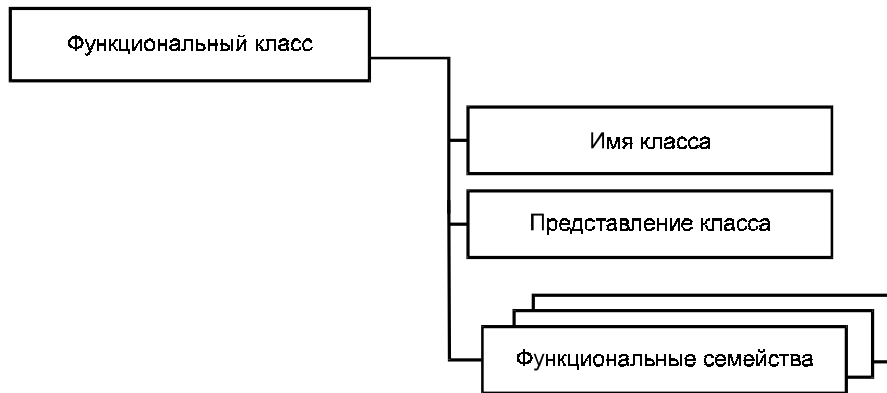 Функциональный класс
Имя класса
Представление класса
Функциональные семейства